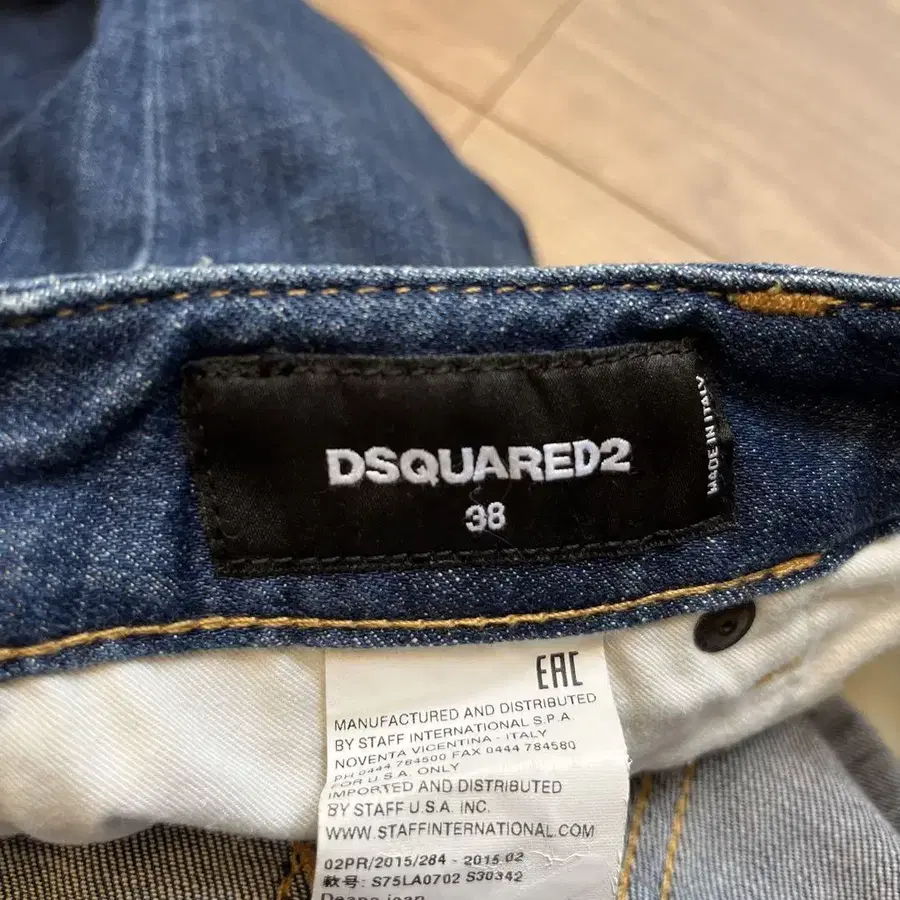 DSQUARED2
38
MADE IN ITALY
EAC
MANUFACTURED AND DISTRIBUTED
BY STAFF INTERNATIONAL S.P.A.
NOVENTA VICENTINA - ITALY
PH 0444 784500 FAX 0444 784580
FOR U.S.A. ONLY
IMPORTED AND DISTRIBUTED
BY STAFF U.S.A. INC.
WWW.STAFFINTERNATIONAL.COM
02PR/2015/284 - 2015.02
款号: S75LA0702 S30342
Deana jean